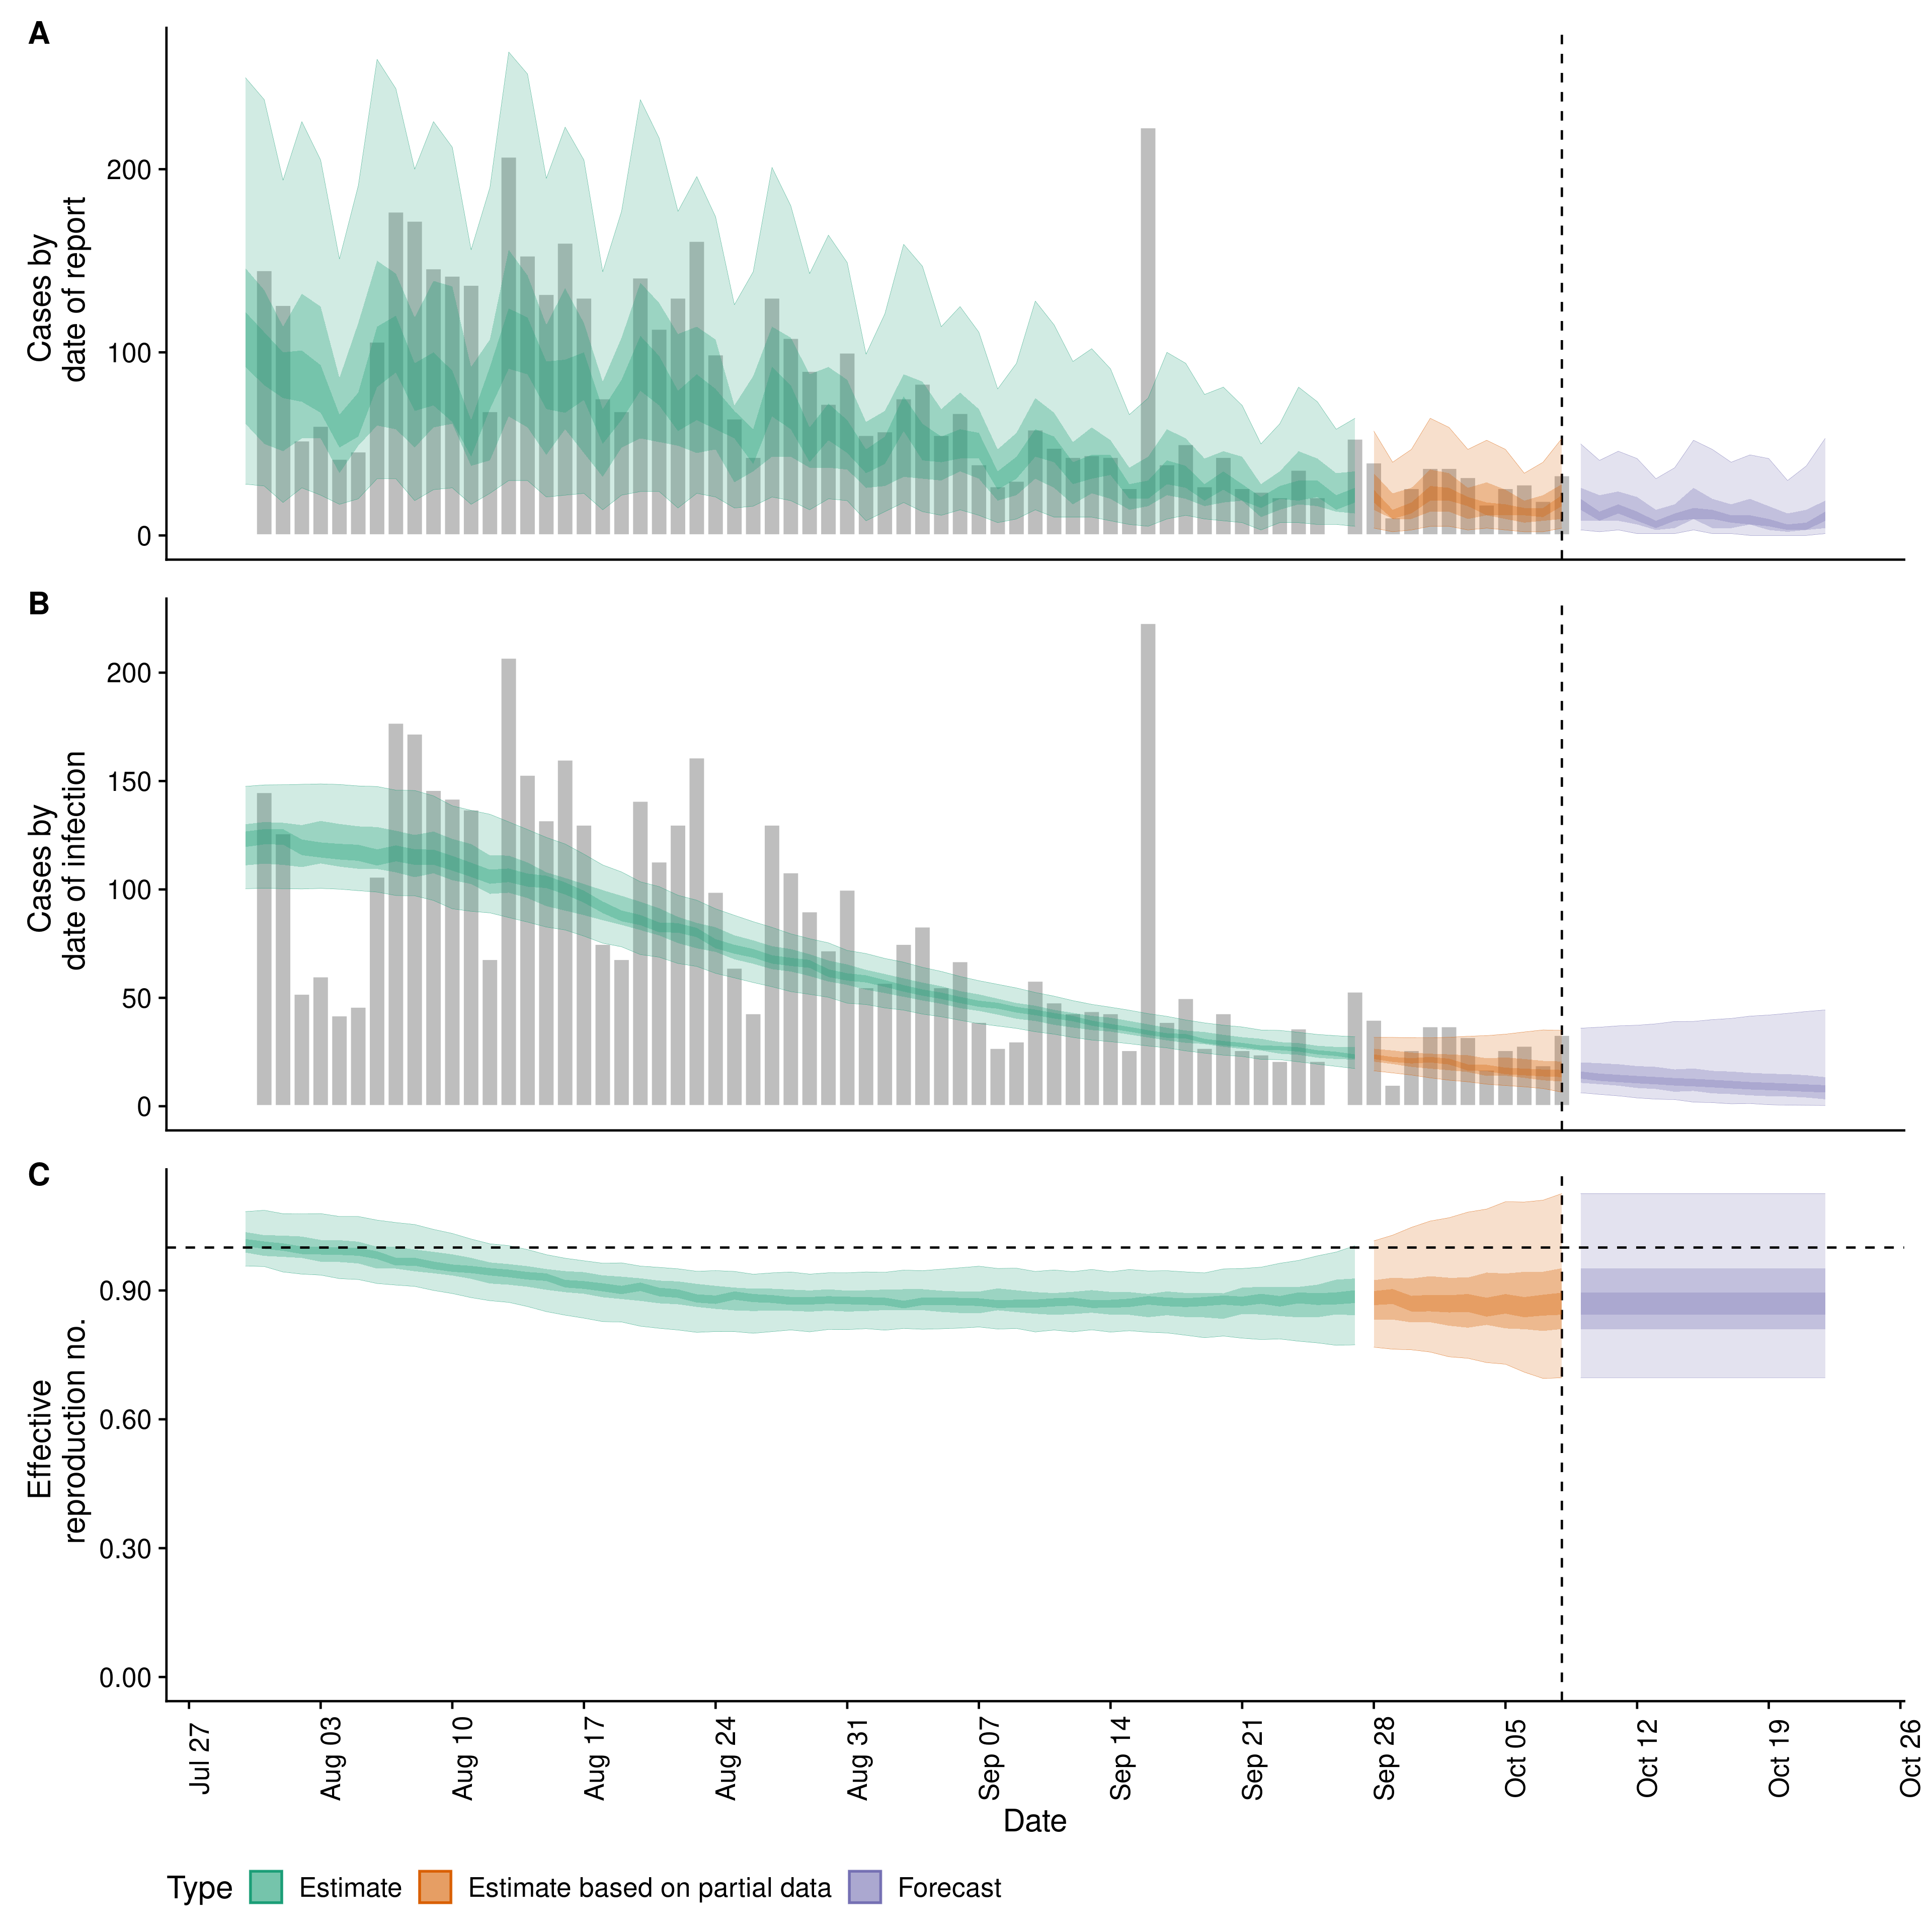 A
Cases by
date of report
200
100
0
B
Cases by
date of infection
200
150
100
50
0
C
Effective
reproduction no.
0.90
0.60
0.30
0.00
Jul 27
Aug 03
Aug 10
Aug 17
Aug 24
Aug 31
Sep 07
Sep 14
Sep 21
Sep 28
Oct 05
Oct 12
Oct 19
Oct 26
Date
Type Estimate Estimate based on partial data Forecast